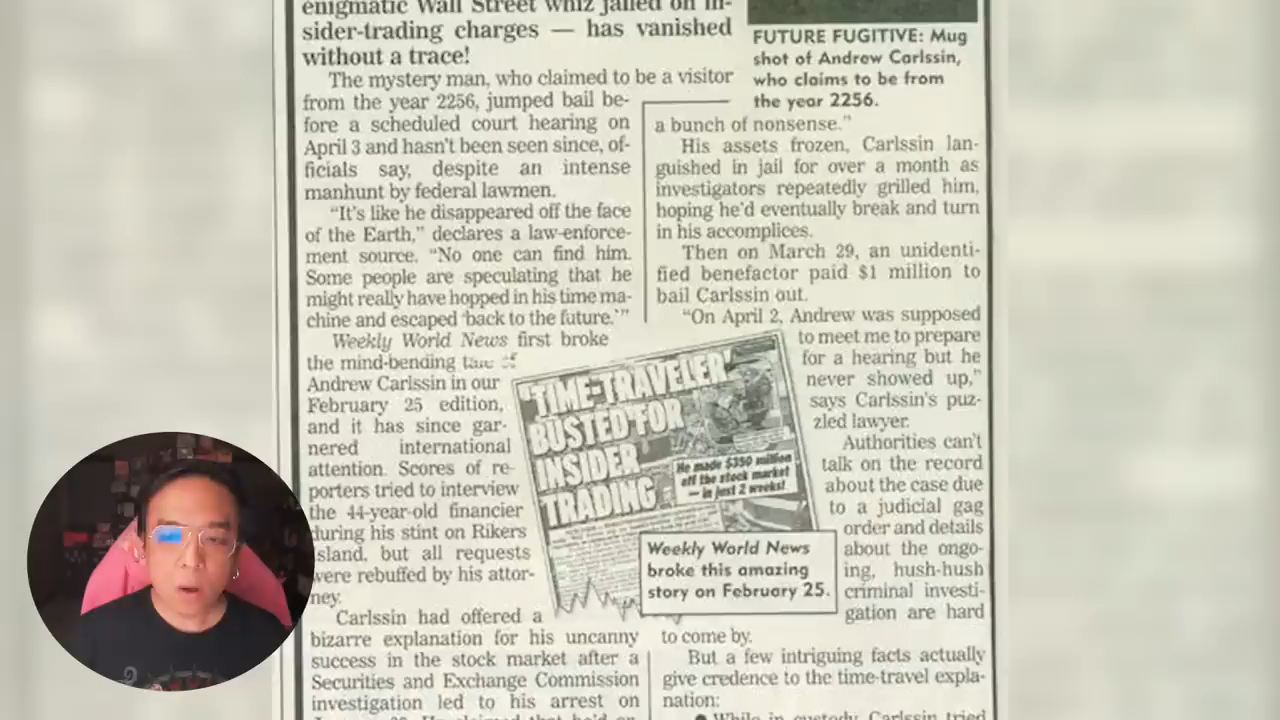 enigmatic Wall Street whiz jailed on in-
sider-trading charges — has vanished
without a trace!
The mystery man, who claimed to be a visitor
from the year 2256, jumped bail be-
fore a scheduled court hearing on
April 3 and hasn't been seen since, of-
ficials say, despite an intense
manhunt by federal lawmen.
"It's like he disappeared off the face
of the Earth," declares a law-enforce-
ment source. "No one can find him.
Some people are speculating that he
might really have hopped in his time ma-
chine and escaped 'back to the future.'"
Weekly World News first broke
the mind-bending tale of
Andrew Carlssin in our
February 25 edition,
and it has since gar-
nered international
attention. Scores of re-
porters tried to interview
the 44-year-old financier
during his stint on Rikers
Island, but all requests
were rebuffed by his attor-
ney.
Carlssin had offered a
bizarre explanation for his uncanny
success in the stock market after a
Securities and Exchange Commission
investigation led to his arrest on
FUTURE FUGITIVE: Mug
shot of Andrew Carlssin,
who claims to be from
the year 2256.
a bunch of nonsense."
His assets frozen, Carlssin lan-
guished in jail for over a month as
investigators repeatedly grilled him,
hoping he'd eventually break and turn
in his accomplices.
Then on March 29, an unidenti-
fied benefactor paid $1 million to
bail Carlssin out.
"On April 2, Andrew was supposed
to meet me to prepare
for a hearing but he
never showed up,"
says Carlssin's puz-
zled lawyer.
Authorities can't
talk on the record
about the case due
to a judicial gag
order and details
about the ongo-
ing, hush-hush
criminal investi-
gation are hard
to come by.
But a few intriguing facts actually
give credence to the time-travel expla-
nation:
● While in custody, Carlssin tried
'TIME-TRAVELER'
BUSTED FOR
INSIDER
TRADING
He made $350 million
off the stock market
– in just 2 weeks!
Weekly World News
broke this amazing
story on February 25.